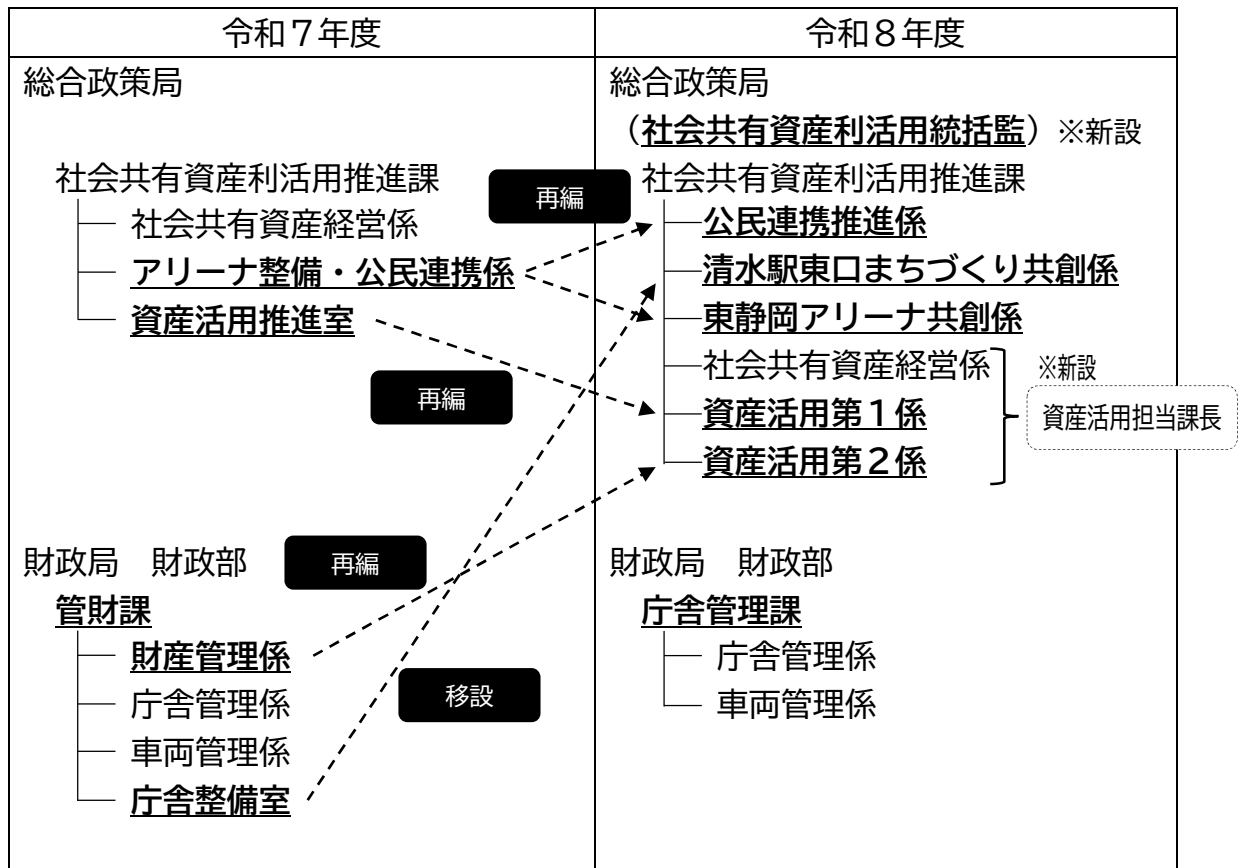 令和７年度
総合政策局
社会共有資産利活用推進課
社会共有資産経営係
アリーナ整備・公民連携係
資産活用推進室
再編
再編
財政局　財政部
再編
管財課
財産管理係
庁舎管理係
車両管理係
庁舎整備室
移設
令和８年度
総合政策局
（社会共有資産利活用統括監）※新設
社会共有資産利活用推進課
公民連携推進係
清水駅東口まちづくり共創係
東静岡アリーナ共創係
社会共有資産経営係
資産活用第１係
資産活用第２係
※新設
資産活用担当課長
財政局　財政部
庁舎管理課
庁舎管理係
車両管理係